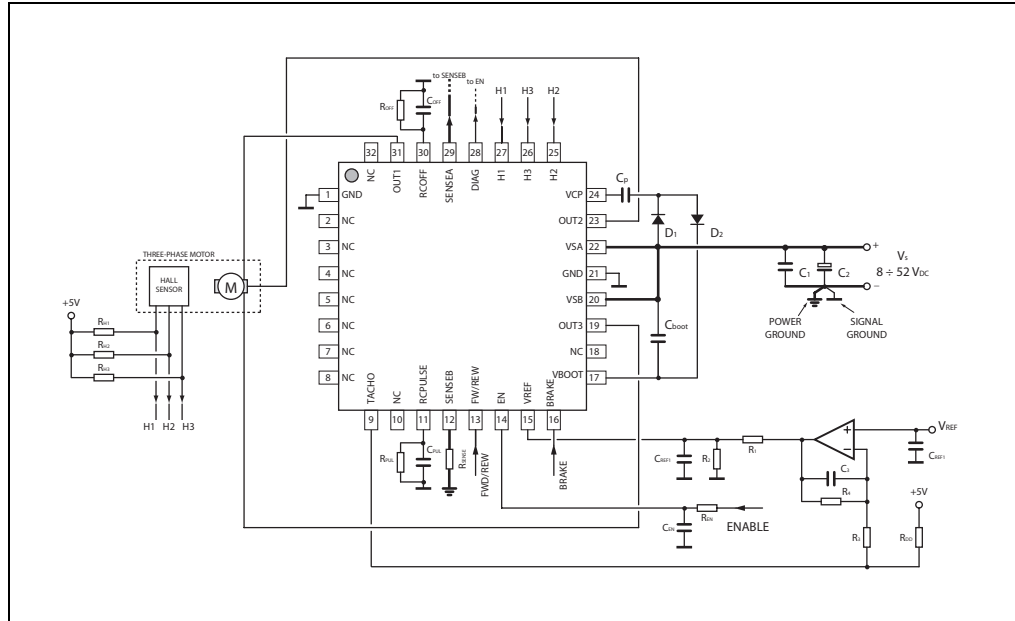 to SENSEB
to EN
H1
H3
H2
ROFF
COFF
32
31
30
29
28
27
26
25
NC
OUT1
RCOFF
SENSEA
DIAG
H1
H3
H2
1
GND
2
NC
3
NC
4
NC
5
NC
6
NC
7
NC
8
NC
VCP
24
OUT2
23
VSA
22
GND
21
VSB
20
OUT3
19
NC
18
VBOOT
17
Cp
D1
D2
Cboot
C1
C2
+
Vs
8 ÷ 52 VDC
−
POWER
GROUND
SIGNAL
GROUND
THREE-PHASE MOTOR
HALL
SENSOR
M
+5V
RH1
RH2
RH3
H1
H2
H3
TACHO
NC
RCPULSE
SENSEB
FW/REW
EN
VREF
BRAKE
9
10
11
12
13
14
15
16
RPUL
CPUL
RSENSE
FWD/REW
BRAKE
CREF1
R2
R1
+
−
VREF
CREF1
C3
R4
+5V
CEN
REN
ENABLE
R3
RDD